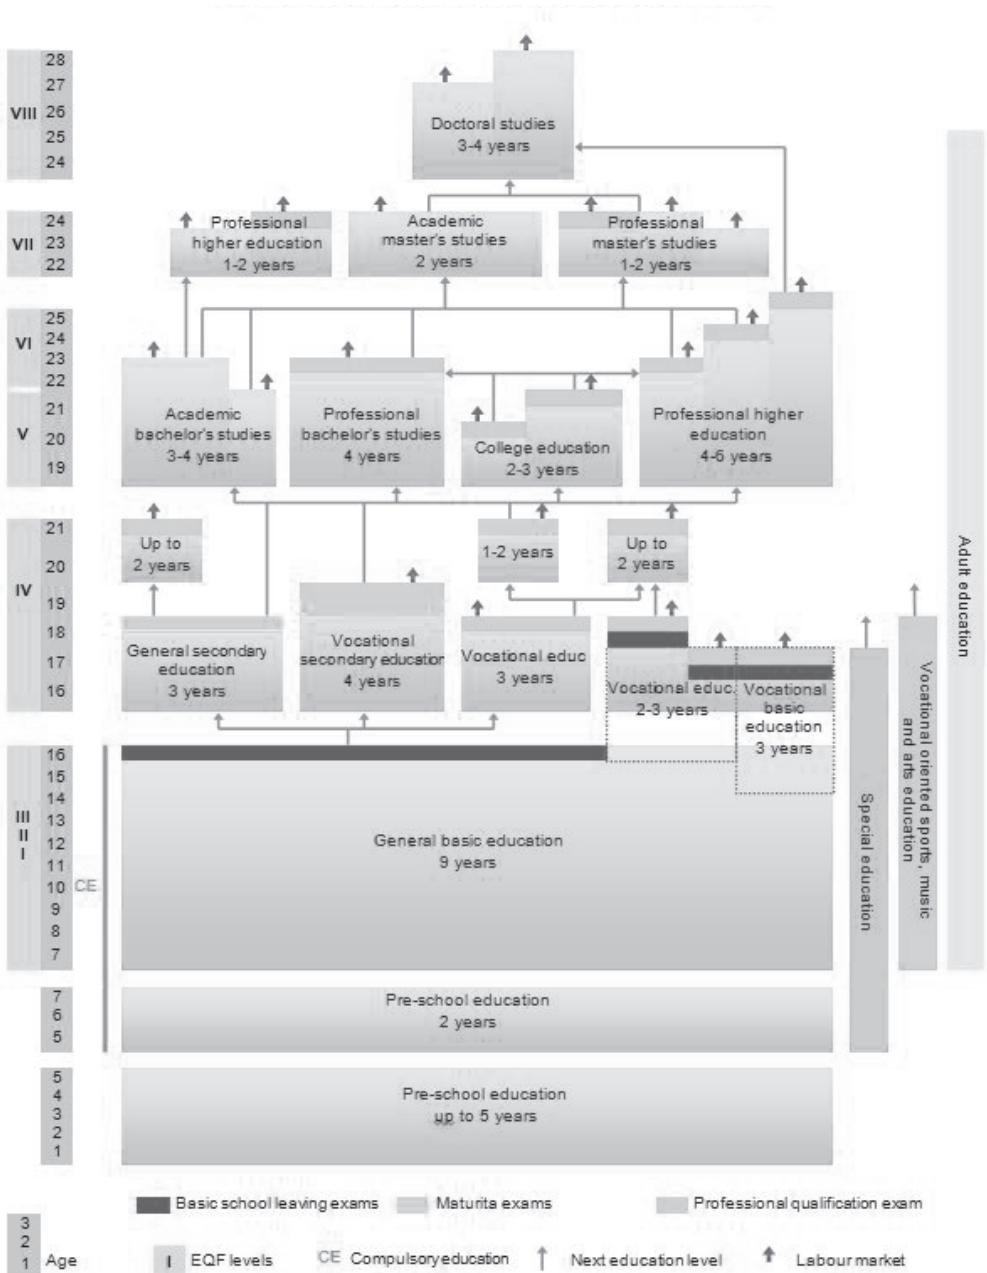 28
27
VIII 26
25
24
Doctoral studies
3-4 years
24
VII 23
22
Professional
higher education
1-2 years
Academic
master's studies
2 years
Professional
master's studies
1-2 years
25
VI 24
23
22
21
V 20
19
Academic
bachelor's studies
3-4 years
Professional
bachelor's studies
4 years
College education
2-3 years
Professional higher
education
4-6 years
21
20
IV 19
18
17
16
Up to
2 years
1-2 years
Up to
2 years
General secondary
education
3 years
Vocational
secondary education
4 years
Vocational educ
3 years
Vocational educ.
2-3 years
Vocational
basic
education
3 years
16
15
14
III 13
II 12
I 11
10 CE
9
8
7
General basic education
9 years
7
6
5
Pre-school education
2 years
5
4
3
2
1
Pre-school education
up to 5 years
Special education
Vocational oriented sports, music
and arts education
Adult education
Basic school leaving exams
Maturita exams
Professional qualification exam
3
2
1 Age
I EQF levels
CE Compulsory education
Next education level
Labour market